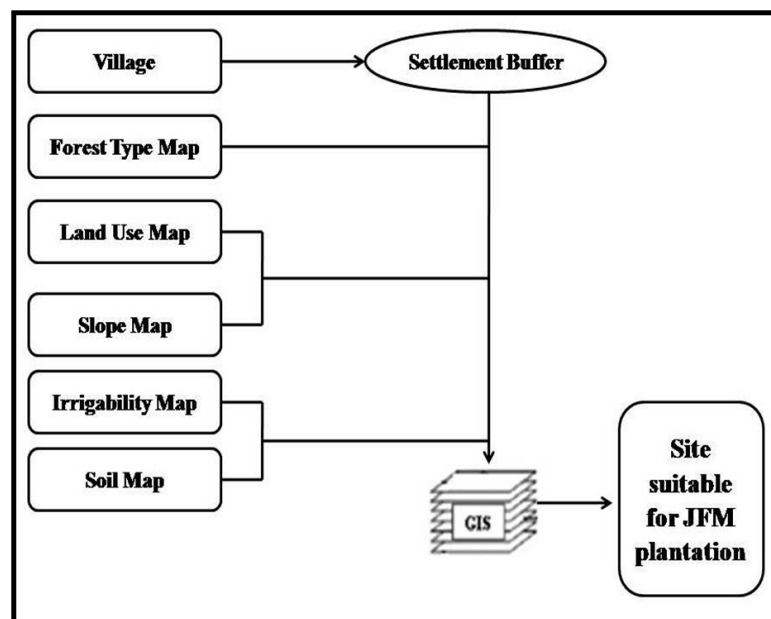 Village
Settlement Buffer
Forest Type Map
Land Use Map
Slope Map
Irrigability Map
Soil Map
GIS
Site
suitable
for JFM
plantation